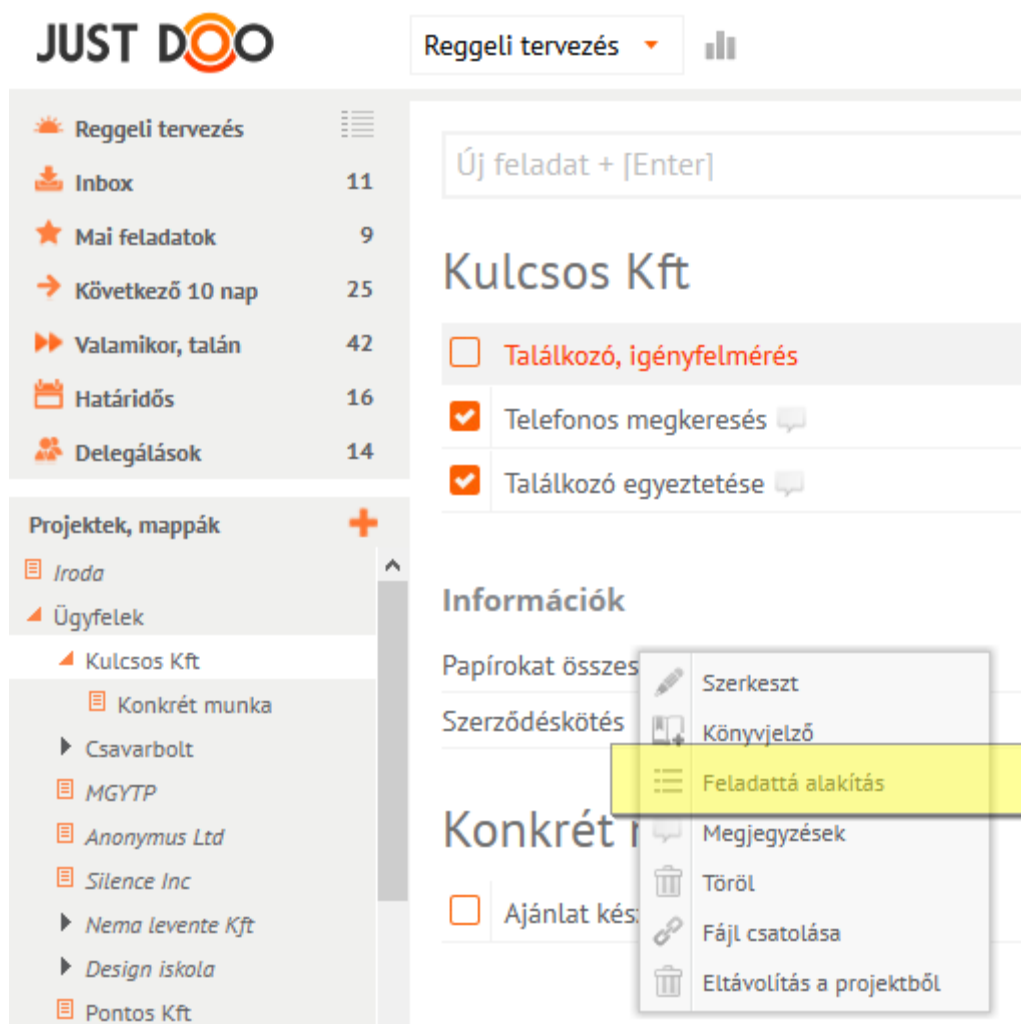 JUST DOO
Reggeli tervezés
Reggeli tervezés
Inbox 11
Mai feladatok 9
Következő 10 nap 25
Valamikor, talán 42
Határidős 16
Delegálások 14
Projektek, mappák
Iroda
Ügyfelek
Kulcsos Kft
Konkrét munka
Csavarbolt
MGYTP
Anonymus Ltd
Silence Inc
Nema levente Kft
Design iskola
Pontos Kft
Új feladat + [Enter]
Kulcsos Kft
Találkozó, igényfelmérés
Telefonos megkeresés
Találkozó egyeztetése
Információk
Papírokat összes
Szerződéskötés
Konkrét
Ajánlat kés
Szerkeszt
Könyvjelző
Feladattá alakítás
Megjegyzések
Töröl
Fájl csatolása
Eltávolítás a projektből